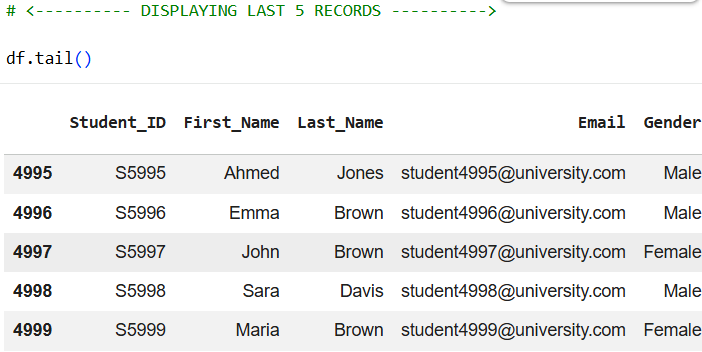 # <---------- DISPLAYING LAST 5 RECORDS ---------->
df.tail()
Student_ID First_Name Last_Name Email Gender
4995 S5995 Ahmed Jones student4995@university.com Male
4996 S5996 Emma Brown student4996@university.com Male
4997 S5997 John Brown student4997@university.com Female
4998 S5998 Sara Davis student4998@university.com Male
4999 S5999 Maria Brown student4999@university.com Female